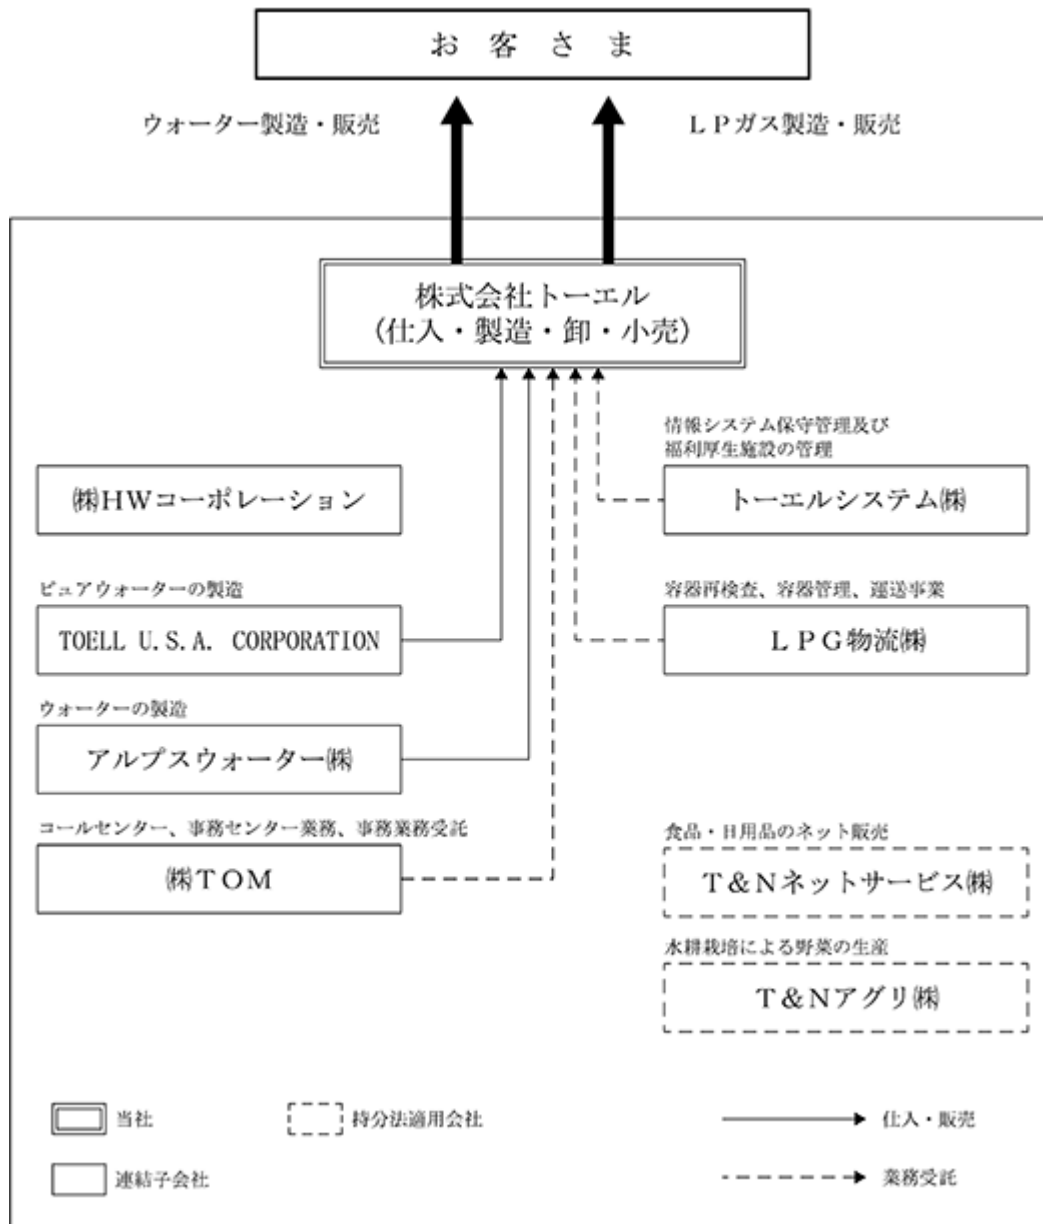 お客さま
ウォーター製造・販売
ＬＰガス製造・販売
株式会社トーエル
（仕入・製造・卸・小売）
情報システム保守管理及び
福利厚生施設の管理
㈱ＨＷコーポレーション
トーエルシステム㈱
ピュアウォーターの製造
TOELL U.S.A. CORPORATION
容器再検査、容器管理、運送事業
ＬＰＧ物流㈱
ウォーターの製造
アルプスウォーター㈱
コールセンター、事務センター業務、事務業務受託
㈱ＴＯＭ
食品・日用品のネット販売
Ｔ＆Ｎネットサービス㈱
水耕栽培による野菜の生産
Ｔ＆Ｎアグリ㈱
当社
持分法適用会社
仕入・販売
連結子会社
業務受託